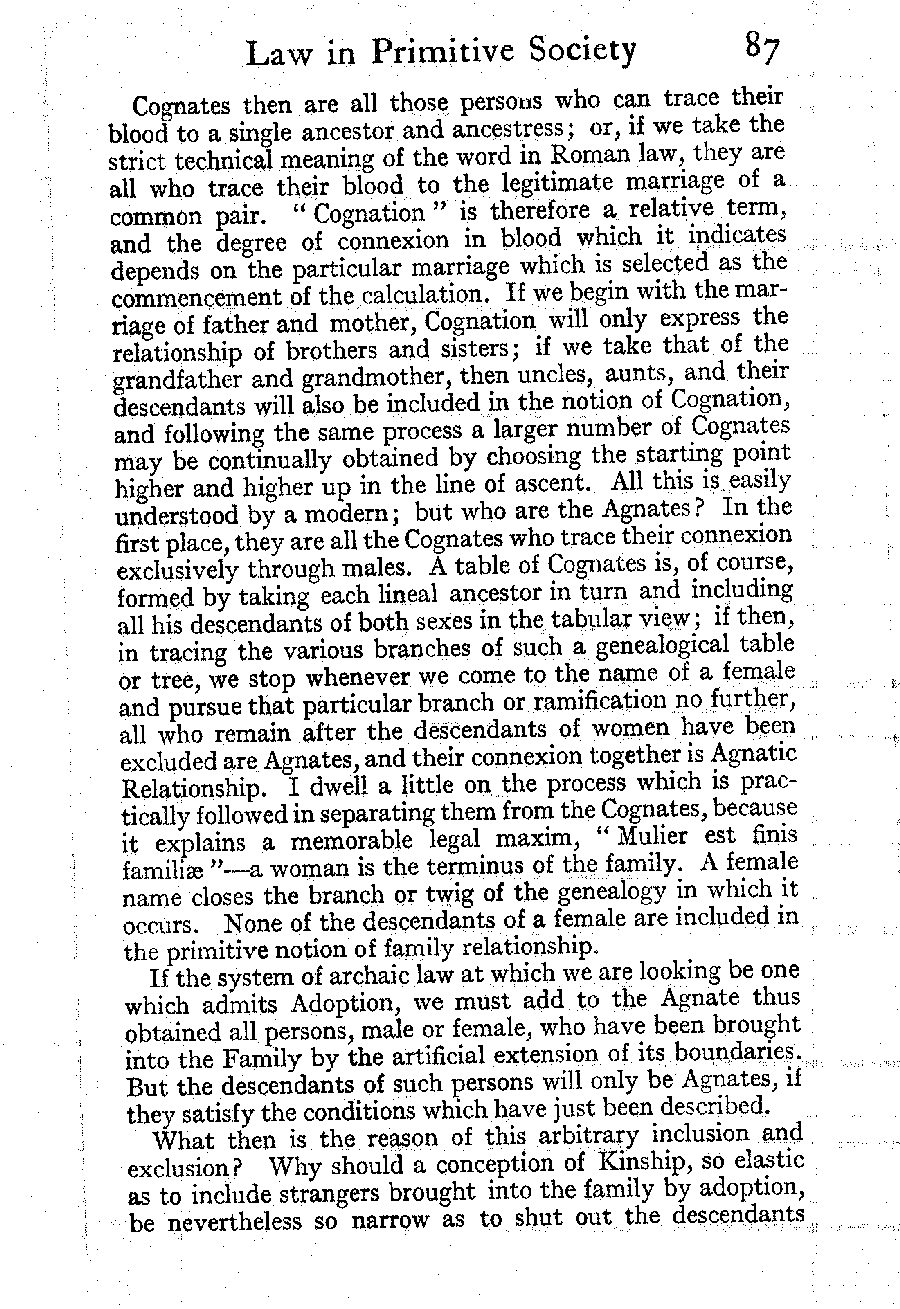 Law in Primitive Society 87
Cognates then are all those persons who can trace their
blood to a single ancestor and ancestress; or, if we take the
strict technical meaning of the word in Roman law, they are
all who trace their blood to the legitimate marriage of a
common pair. “ Cognation ” is therefore a relative term,
and the degree of connexion in blood which it indicates
depends on the particular marriage which is selected as the
commencement of the calculation. If we begin with the mar-
riage of father and mother, Cognation will only express the
relationship of brothers and sisters; if we take that of the
grandfather and grandmother, then uncles, aunts, and their
descendants will also be included in the notion of Cognation,
and following the same process a larger number of Cognates
may be continually obtained by choosing the starting point
higher and higher up in the line of ascent. All this is easily
understood by a modern; but who are the Agnates? In the
first place, they are all the Cognates who trace their connexion
exclusively through males. A table of Cognates is, of course,
formed by taking each lineal ancestor in turn and including
all his descendants of both sexes in the tabular view; if then,
in tracing the various branches of such a genealogical table
or tree, we stop whenever we come to the name of a female
and pursue that particular branch or ramification no further,
all who remain after the descendants of women have been
excluded are Agnates, and their connexion together is Agnatic
Relationship. I dwell a little on the process which is prac-
tically followed in separating them from the Cognates, because
it explains a memorable legal maxim, “ Mulier est finis
familiæ ”—a woman is the terminus of the family. A female
name closes the branch or twig of the genealogy in which it
occurs. None of the descendants of a female are included in
the primitive notion of family relationship.
If the system of archaic law at which we are looking be one
which admits Adoption, we must add to the Agnate thus
obtained all persons, male or female, who have been brought
into the Family by the artificial extension of its boundaries.
But the descendants of such persons will only be Agnates, if
they satisfy the conditions which have just been described.
What then is the reason of this arbitrary inclusion and
exclusion? Why should a conception of Kinship, so elastic
as to include strangers brought into the family by adoption,
be nevertheless so narrow as to shut out the descendants